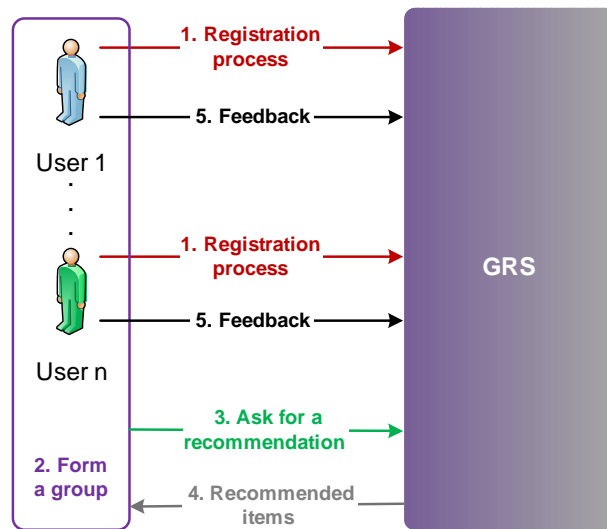 1. Registration
process
5. Feedback
User 1
1. Registration
process
GRS
5. Feedback
User n
3. Ask for a
recommendation
2. Form
a group
4. Recommended
items